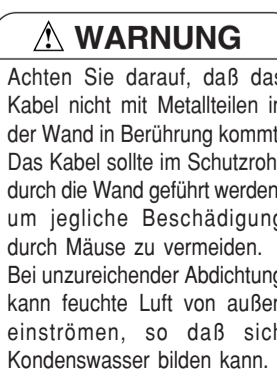 WARNUNG
Achten Sie darauf, daß das
Kabel nicht mit Metallteilen in
der Wand in Berührung kommt
Das Kabel sollte im Schutzroh
durch die Wand geführt werden
um jegliche Beschädigung
durch Mäuse zu vermeiden.
Bei unzureichender Abdichtung
kann feuchte Luft von außen
einströmen, so daß sich
Kondenswasser bilden kann.